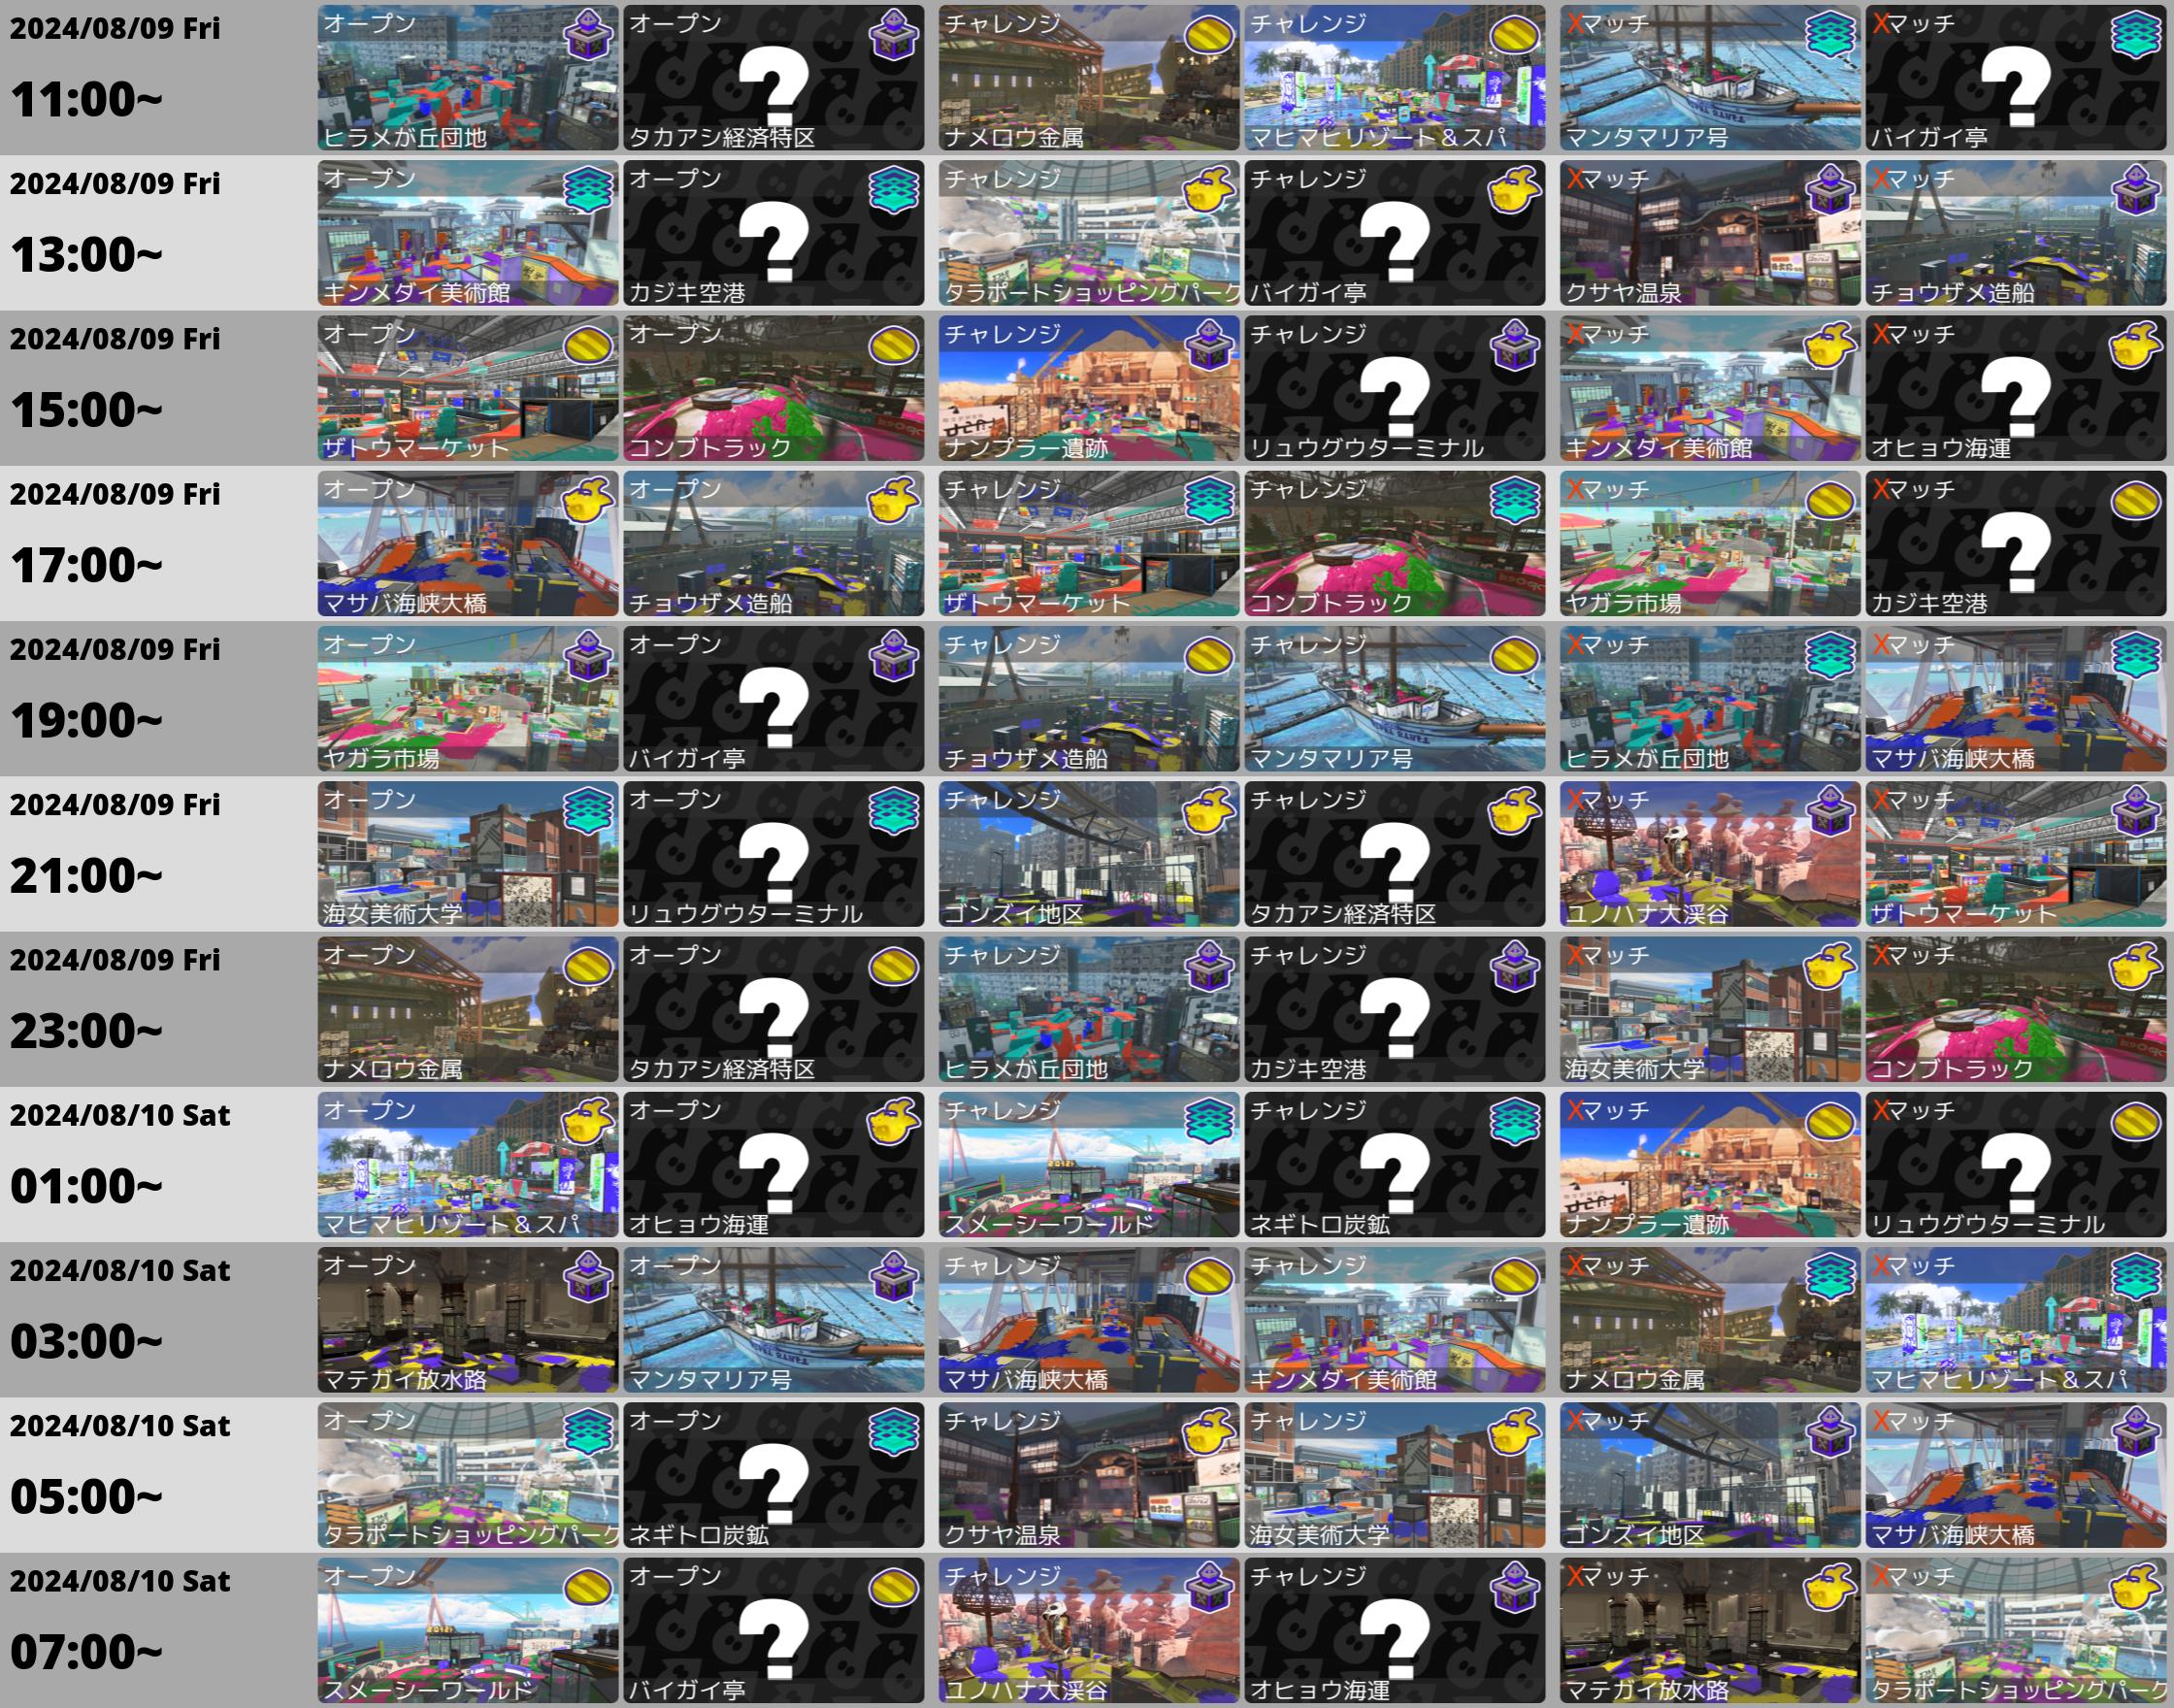 2024/08/09 Fri
11:00~
オープン オープン チャレンジ チャレンジ Xマッチ Xマッチ
ヒラメが丘団地 タカアシ経済特区 ナメロウ金属 マヒマヒリゾート＆スパ マンタマリア号 バイガイ亭
2024/08/09 Fri
13:00~
オープン オープン チャレンジ チャレンジ Xマッチ Xマッチ
キンメダイ美術館 カジキ空港 タラポートショッピングパーク バイガイ亭 クサヤ温泉 チョウザメ造船
2024/08/09 Fri
15:00~
オープン オープン チャレンジ チャレンジ Xマッチ Xマッチ
ザトウマーケット コンブトラック ナンプラー遺跡 リュウグウターミナル キンメダイ美術館 オヒョウ海運
2024/08/09 Fri
17:00~
オープン オープン チャレンジ チャレンジ Xマッチ Xマッチ
マサバ海峡大橋 チョウザメ造船 ザトウマーケット コンブトラック ヤガラ市場 カジキ空港
2024/08/09 Fri
19:00~
オープン オープン チャレンジ チャレンジ Xマッチ Xマッチ
ヤガラ市場 バイガイ亭 チョウザメ造船 マンタマリア号 ヒラメが丘団地 マサバ海峡大橋
2024/08/09 Fri
21:00~
オープン オープン チャレンジ チャレンジ Xマッチ Xマッチ
海女美術大学 リュウグウターミナル ゴンズイ地区 タカアシ経済特区 ユノハナ大渓谷 ザトウマーケット
2024/08/09 Fri
23:00~
オープン オープン チャレンジ チャレンジ Xマッチ Xマッチ
ナメロウ金属 タカアシ経済特区 ヒラメが丘団地 カジキ空港 海女美術大学 コンブトラック
2024/08/10 Sat
01:00~
オープン オープン チャレンジ チャレンジ Xマッチ Xマッチ
マヒマヒリゾート＆スパ オヒョウ海運 スメーシーワールド ネギトロ炭鉱 ナンプラー遺跡 リュウグウターミナル
2024/08/10 Sat
03:00~
オープン オープン チャレンジ チャレンジ Xマッチ Xマッチ
マテガイ放水路 マンタマリア号 マサバ海峡大橋 キンメダイ美術館 ナメロウ金属 マヒマヒリゾート＆スパ
2024/08/10 Sat
05:00~
オープン オープン チャレンジ チャレンジ Xマッチ Xマッチ
タラポートショッピングパーク ネギトロ炭鉱 クサヤ温泉 海女美術大学 ゴンズイ地区 マサバ海峡大橋
2024/08/10 Sat
07:00~
オープン オープン チャレンジ チャレンジ Xマッチ Xマッチ
スメーシーワールド バイガイ亭 ユノハナ大渓谷 オヒョウ海運 マテガイ放水路 タラポートショッピングパーク